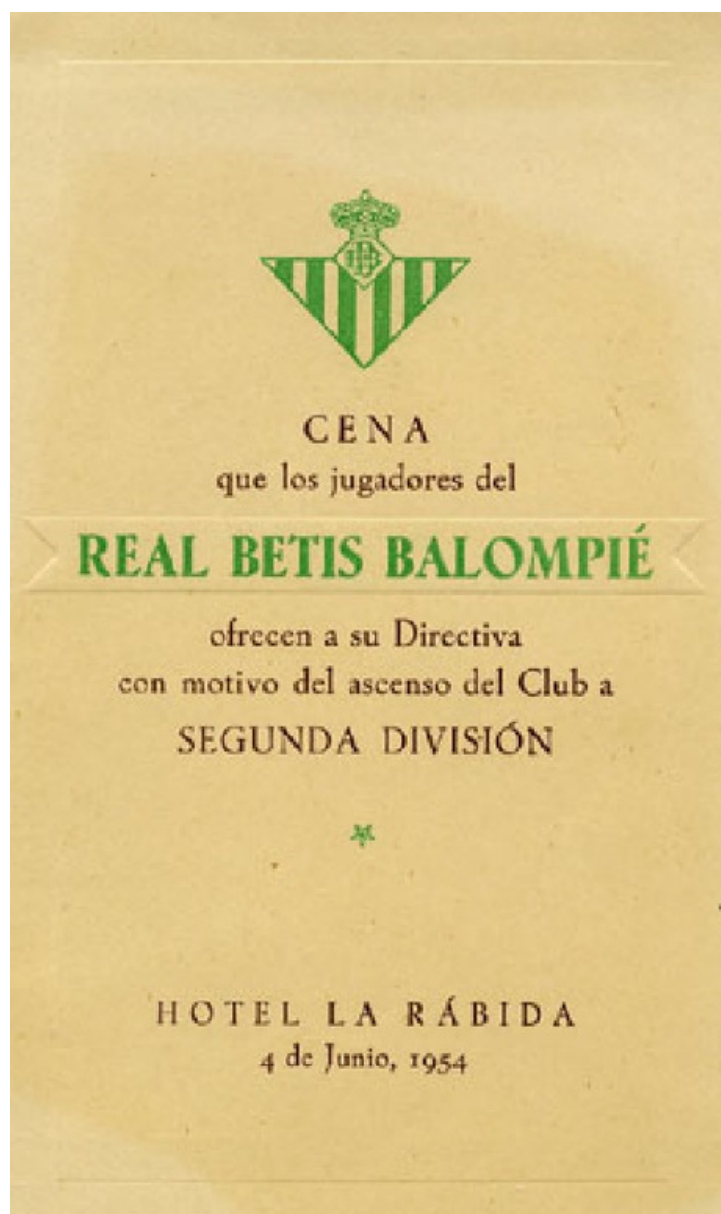 CENA
que los jugadores del
REAL BETIS BALOMPIÉ
ofrecen a su Directiva
con motivo del ascenso del Club a
SEGUNDA DIVISIÓN
HOTEL LA RÁBIDA
4 de Junio, 1954